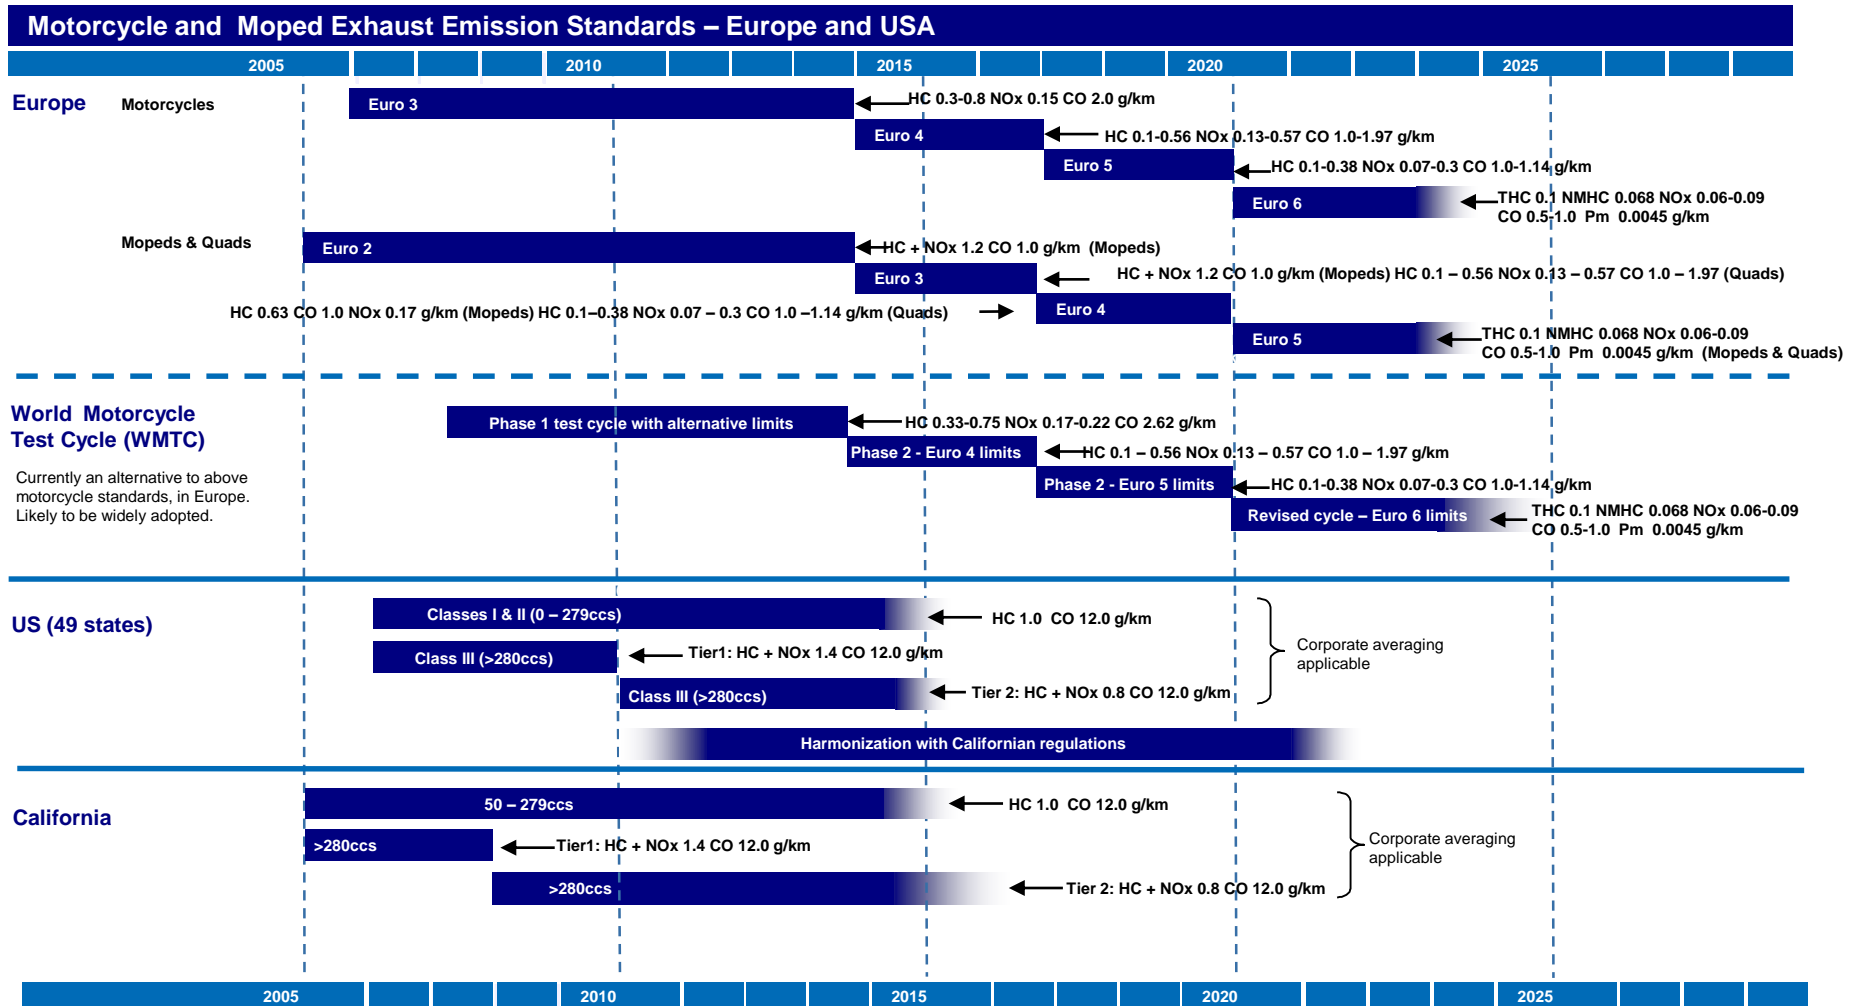 Motorcycle and Moped Exhaust Emission Standards – Europe and USA
2005 2010 2015 2020 2025
Europe Motorcycles
Euro 3
HC 0.3-0.8 NOx 0.15 CO 2.0 g/km
Euro 4
HC 0.1-0.56 NOx 0.13-0.57 CO 1.0-1.97 g/km
Euro 5
HC 0.1-0.38 NOx 0.07-0.3 CO 1.0-1.14 g/km
Euro 6
THC 0.1 NMHC 0.068 NOx 0.06-0.09
CO 0.5-1.0 Pm 0.0045 g/km
Mopeds & Quads
Euro 2
HC + NOx 1.2 CO 1.0 g/km (Mopeds)
Euro 3
HC + NOx 1.2 CO 1.0 g/km (Mopeds) HC 0.1 – 0.56 NOx 0.13 – 0.57 CO 1.0 – 1.97 (Quads)
HC 0.63 CO 1.0 NOx 0.17 g/km (Mopeds) HC 0.1–0.38 NOx 0.07 – 0.3 CO 1.0 –1.14 g/km (Quads)
Euro 4
Euro 5
THC 0.1 NMHC 0.068 NOx 0.06-0.09
CO 0.5-1.0 Pm 0.0045 g/km (Mopeds & Quads)
World Motorcycle
Test Cycle (WMTC)
Currently an alternative to above
motorcycle standards, in Europe.
Likely to be widely adopted.
Phase 1 test cycle with alternative limits
HC 0.33-0.75 NOx 0.17-0.22 CO 2.62 g/km
Phase 2 - Euro 4 limits
HC 0.1 – 0.56 NOx 0.13 – 0.57 CO 1.0 – 1.97 g/km
Phase 2 - Euro 5 limits
HC 0.1-0.38 NOx 0.07-0.3 CO 1.0-1.14 g/km
Revised cycle – Euro 6 limits
THC 0.1 NMHC 0.068 NOx 0.06-0.09
CO 0.5-1.0 Pm 0.0045 g/km
US (49 states)
Classes I & II (0 – 279ccs)
HC 1.0 CO 12.0 g/km
Class III (>280ccs)
Tier1: HC + NOx 1.4 CO 12.0 g/km
Class III (>280ccs)
Tier 2: HC + NOx 0.8 CO 12.0 g/km
Corporate averaging
applicable
Harmonization with Californian regulations
California
50 – 279ccs
HC 1.0 CO 12.0 g/km
>280ccs
Tier1: HC + NOx 1.4 CO 12.0 g/km
>280ccs
Tier 2: HC + NOx 0.8 CO 12.0 g/km
Corporate averaging
applicable
2005 2010 2015 2020 2025